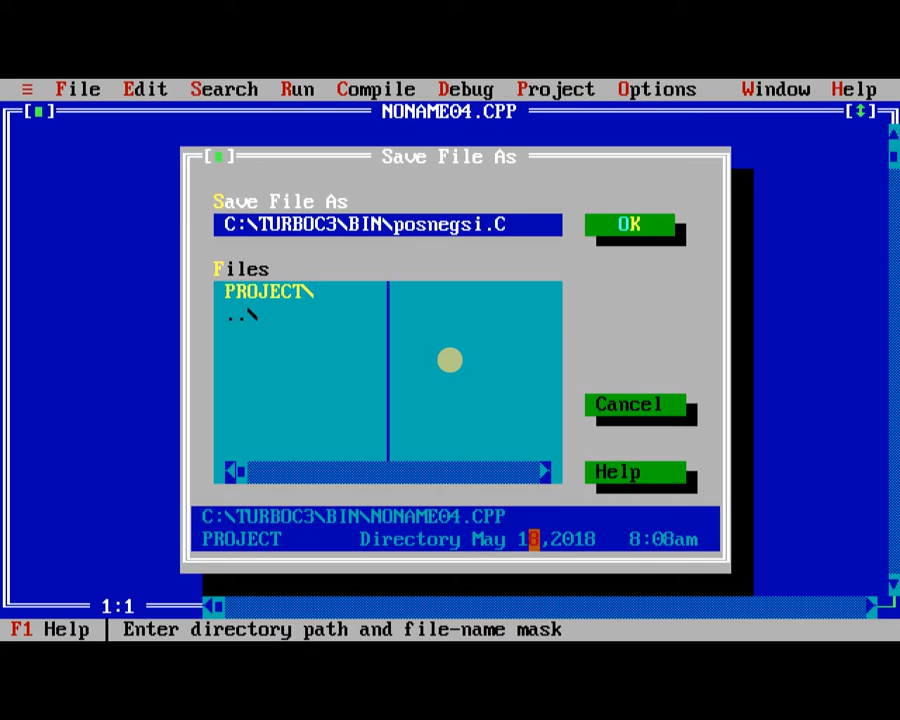 ≡ File Edit Search Run Compile Debug Project Options Window Help
[■] NONAME04.CPP [↕]
[■] Save File As
Save File As
C:\TURBOC3\BIN\posnegsi.C OK
Files
PROJECT\
..\
Cancel
Help
C:\TURBOC3\BIN\NONAME04.CPP
PROJECT Directory May 18,2018 8:08am
1:1
F1 Help │ Enter directory path and file-name mask